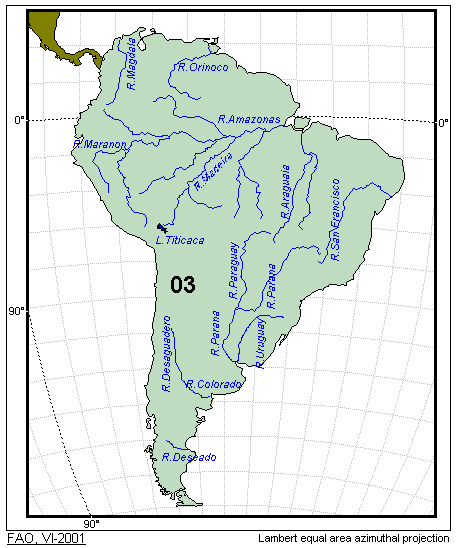 R.Magdala
R.Orinoco
R.Amazonas
0°
0°
R.Maranon
R.Madeira
R.Araguaia
R.San Francisco
L.Titicaca
R.Paraguay
R.Parana
03
90°
R.Desaguadero
R.Parana
R.Uruguay
R.Colorado
R.Deseado
90°
FAO, VI-2001
Lambert equal area azimuthal projection